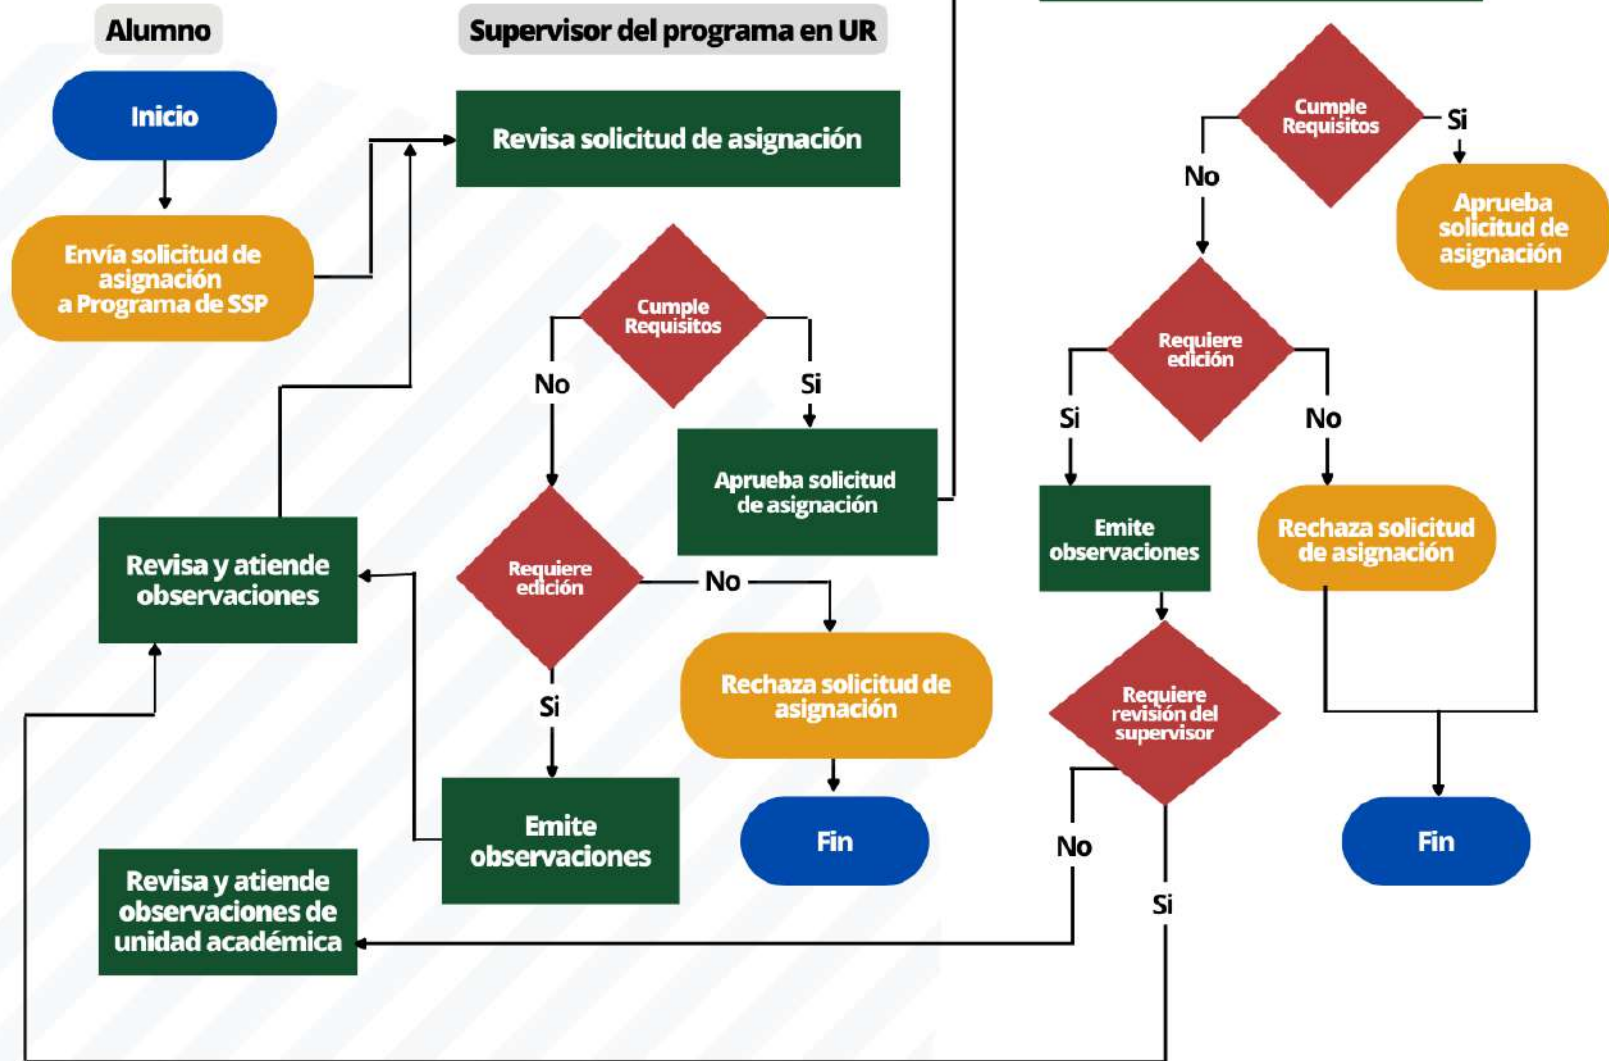 Alumno
Supervisor del programa en UR
Inicio
Revisa solicitud de asignación
Envía solicitud de
asignación
a Programa de SSP
Cumple
Requisitos
No
Si
Aprueba solicitud
de asignación
Requiere
edición
No
Si
Revisa y atiende
observaciones
Rechaza solicitud de
asignación
Emite
observaciones
Fin
Revisa y atiende
observaciones de
unidad académica
Cumple
Requisitos
Si
No
Aprueba
solicitud de
asignación
Requiere
edición
Si
No
Emite
observaciones
Rechaza solicitud
de asignación
Requiere
revisión del
supervisor
No
Si
Fin